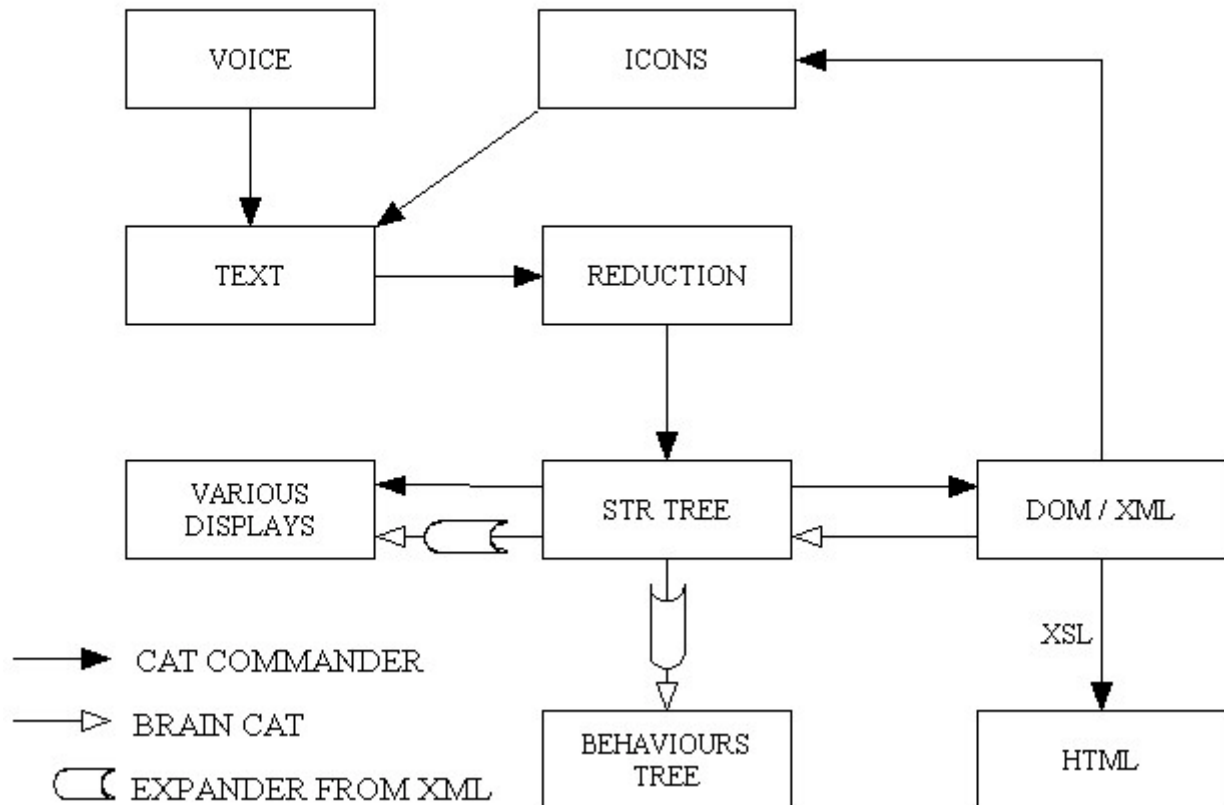 VOICE
ICONS
TEXT
REDUCTION
VARIOUS
DISPLAYS
STR TREE
DOM / XML
XSL
CAT COMMANDER
BRAIN CAT
EXPANDER FROM XML
BEHAVIOURS
TREE
HTML